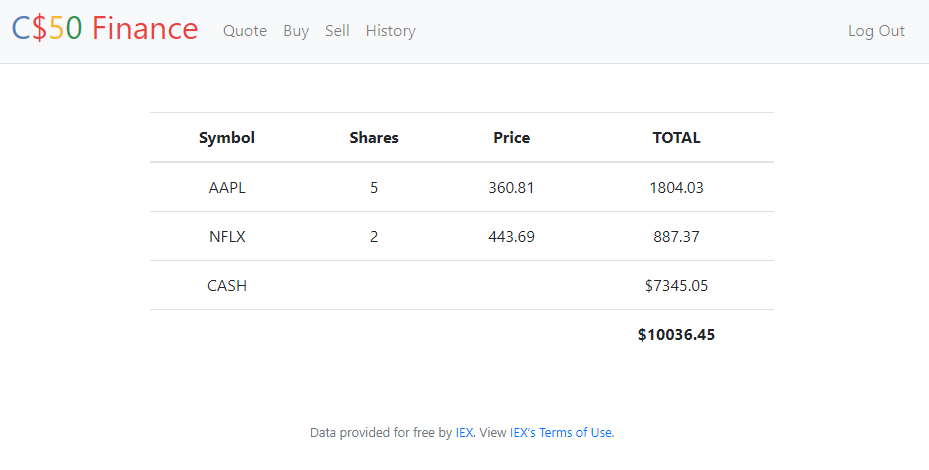 C$50 Finance Quote Buy Sell History Log Out
Symbol Shares Price TOTAL
AAPL 5 360.81 1804.03
NFLX 2 443.69 887.37
CASH $7345.05
$10036.45
Data provided for free by IEX. View IEX's Terms of Use.